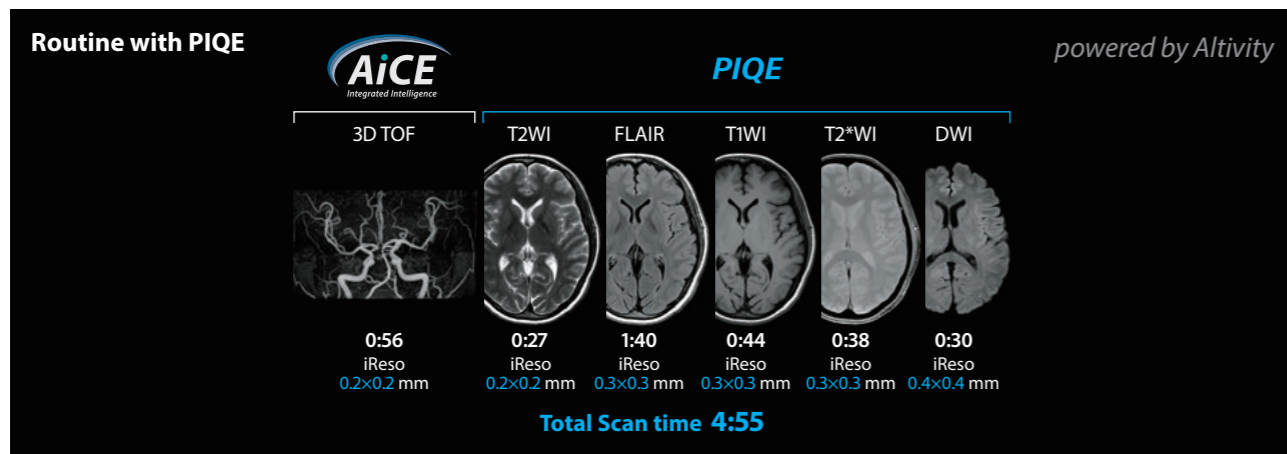 Routine with PIQE
AiCE
Integrated Intelligence
PIQE
powered by Altivity
3D TOF
T2WI
FLAIR
T1WI
T2*WI
DWI
0:56
0:27
1:40
0:44
0:38
0:30
iReso
iReso
iReso
iReso
iReso
iReso
0.2×0.2 mm
0.2×0.2 mm
0.3×0.3 mm
0.3×0.3 mm
0.3×0.3 mm
0.4×0.4 mm
Total Scan time 4:55